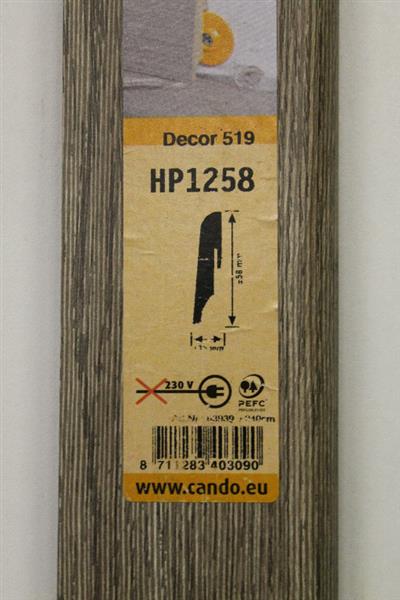 Decor 519
HP1258
230 V
PEFC
8 711283 403090
www.cando.eu